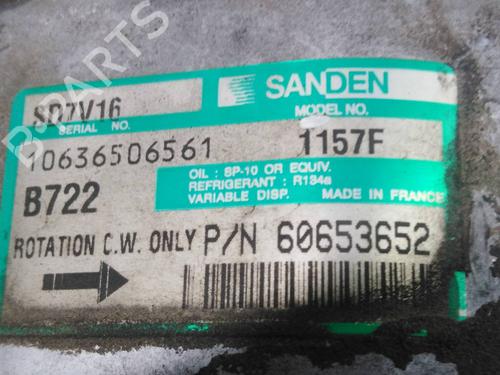 SANDEN
SD7V16
MODEL NO.
SERIAL NO.
1157F
10636506561
B722
OIL : SP-10 OR EQUIV.
REFRIGERANT : R134a
VARIABLE DISP. MADE IN FRANCE
ROTATION C.W. ONLY P/N 60653652